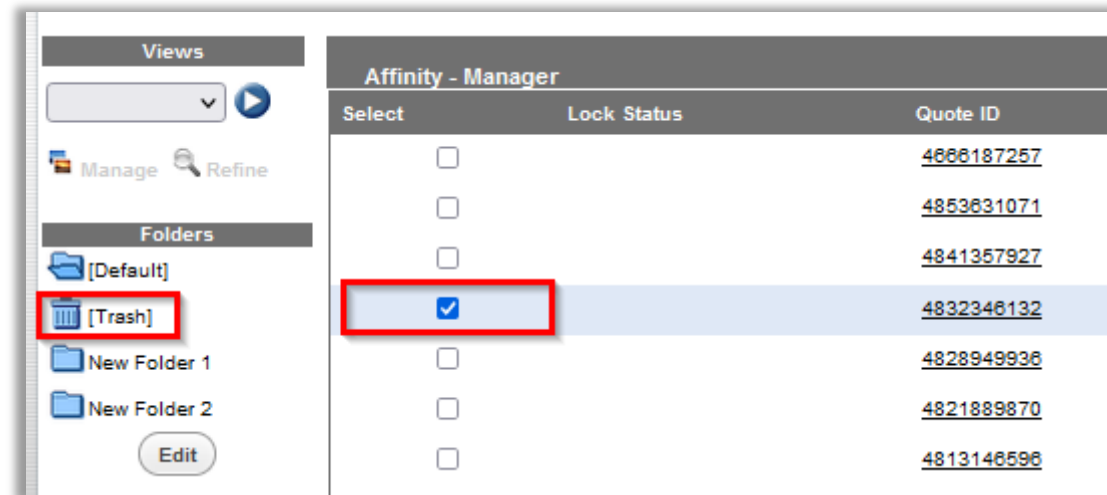 Views
Manage Refine
Folders
[Default]
[Trash]
New Folder 1
New Folder 2
Edit
Affinity - Manager
Select Lock Status Quote ID
4666187257
4853631071
4841357927
4832346132
4828949936
4821889870
4813146596